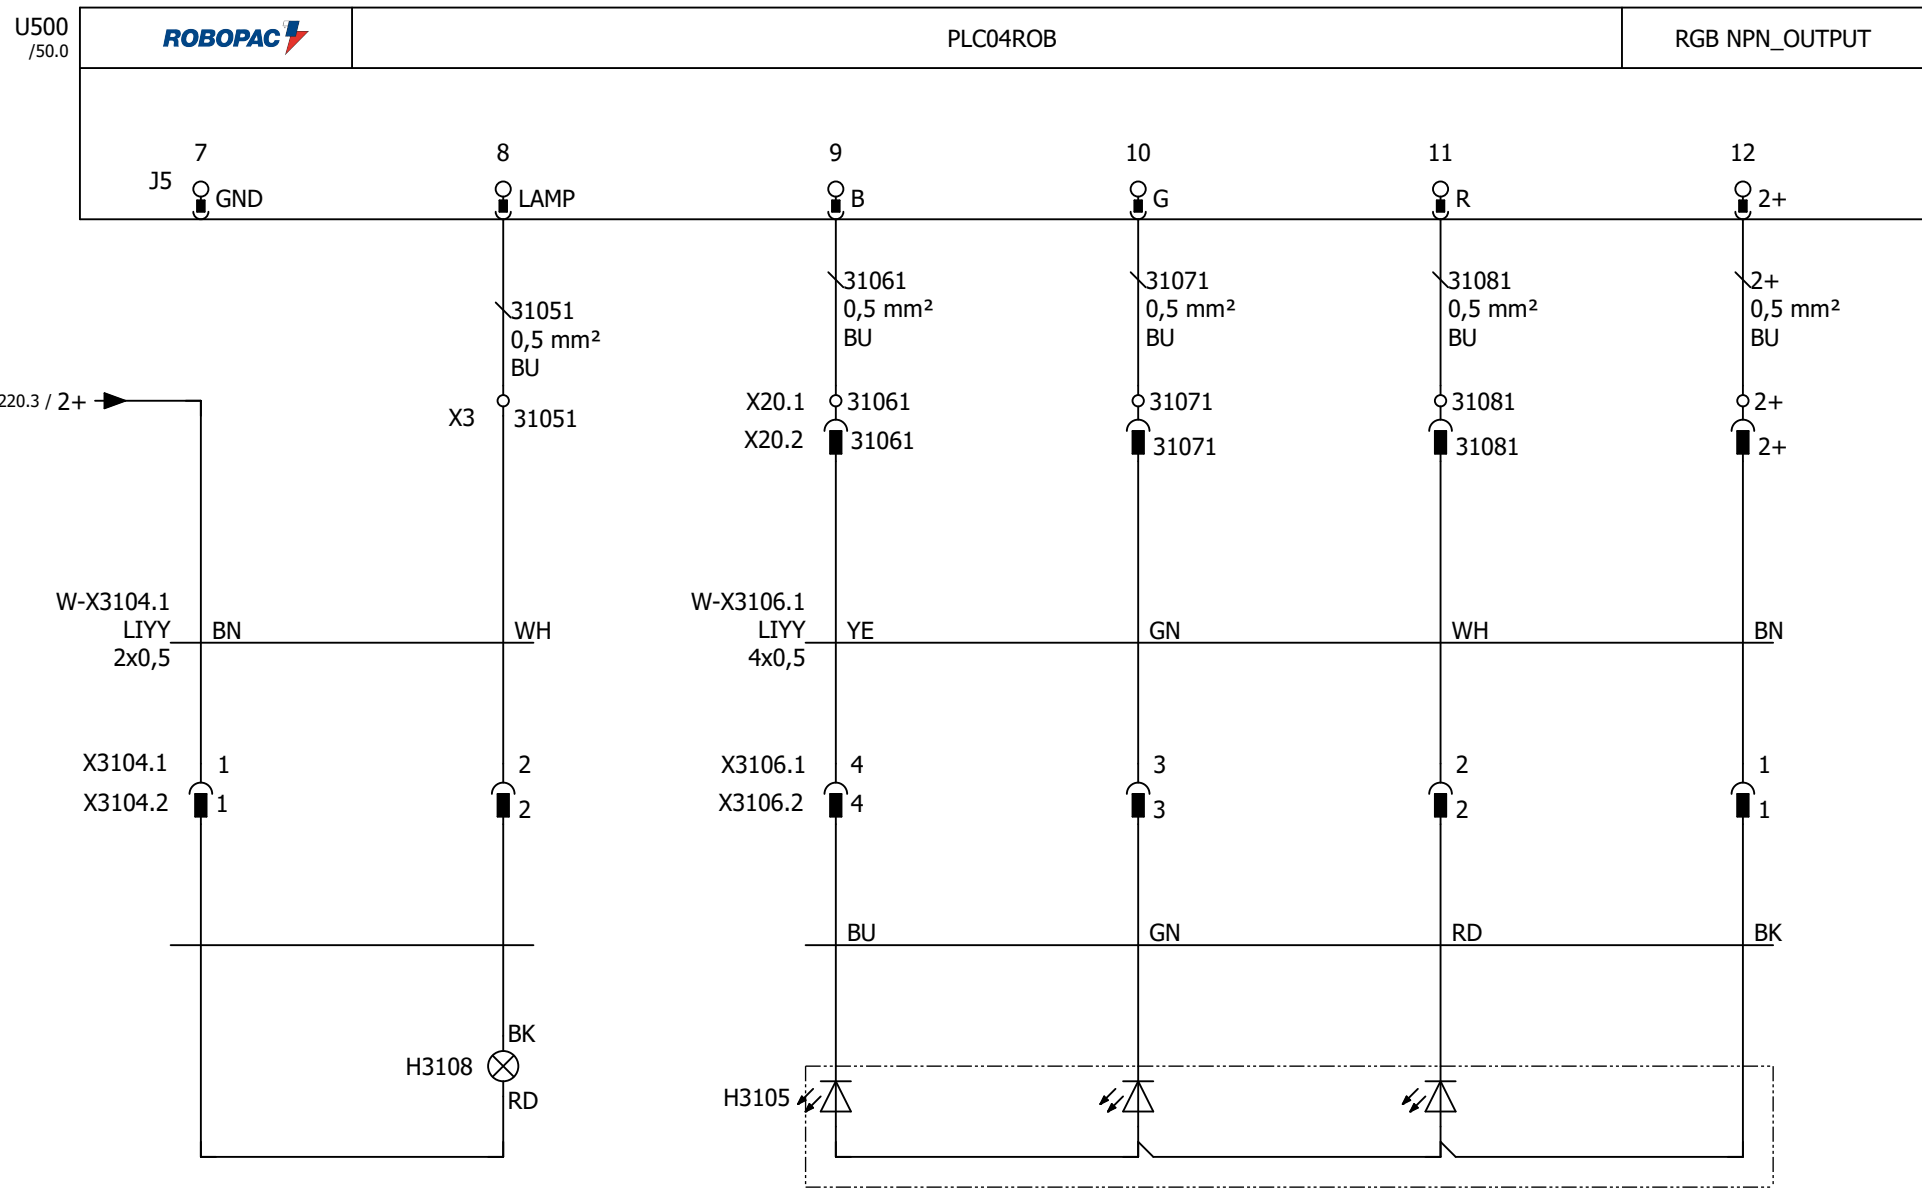 U500
/50.0
ROBOPAC
PLC04ROB
RGB NPN_OUTPUT
7 8 9 10 11 12
J5
GND LAMP B G R 2+
31051
0,5 mm²
BU
31061
0,5 mm²
BU
31071
0,5 mm²
BU
31081
0,5 mm²
BU
2+
0,5 mm²
BU
220.3 / 2+
X3 31051
X20.1 31061 31071 31081 2+
X20.2 31061 31071 31081 2+
W-X3104.1
LIYY
2x0,5
BN WH
W-X3106.1
LIYY
4x0,5
YE GN WH BN
X3104.1 1 2
X3104.2 1 2
X3106.1 4 3 2 1
X3106.2 4 3 2 1
BU GN RD BK
BK
H3108
RD
H3105